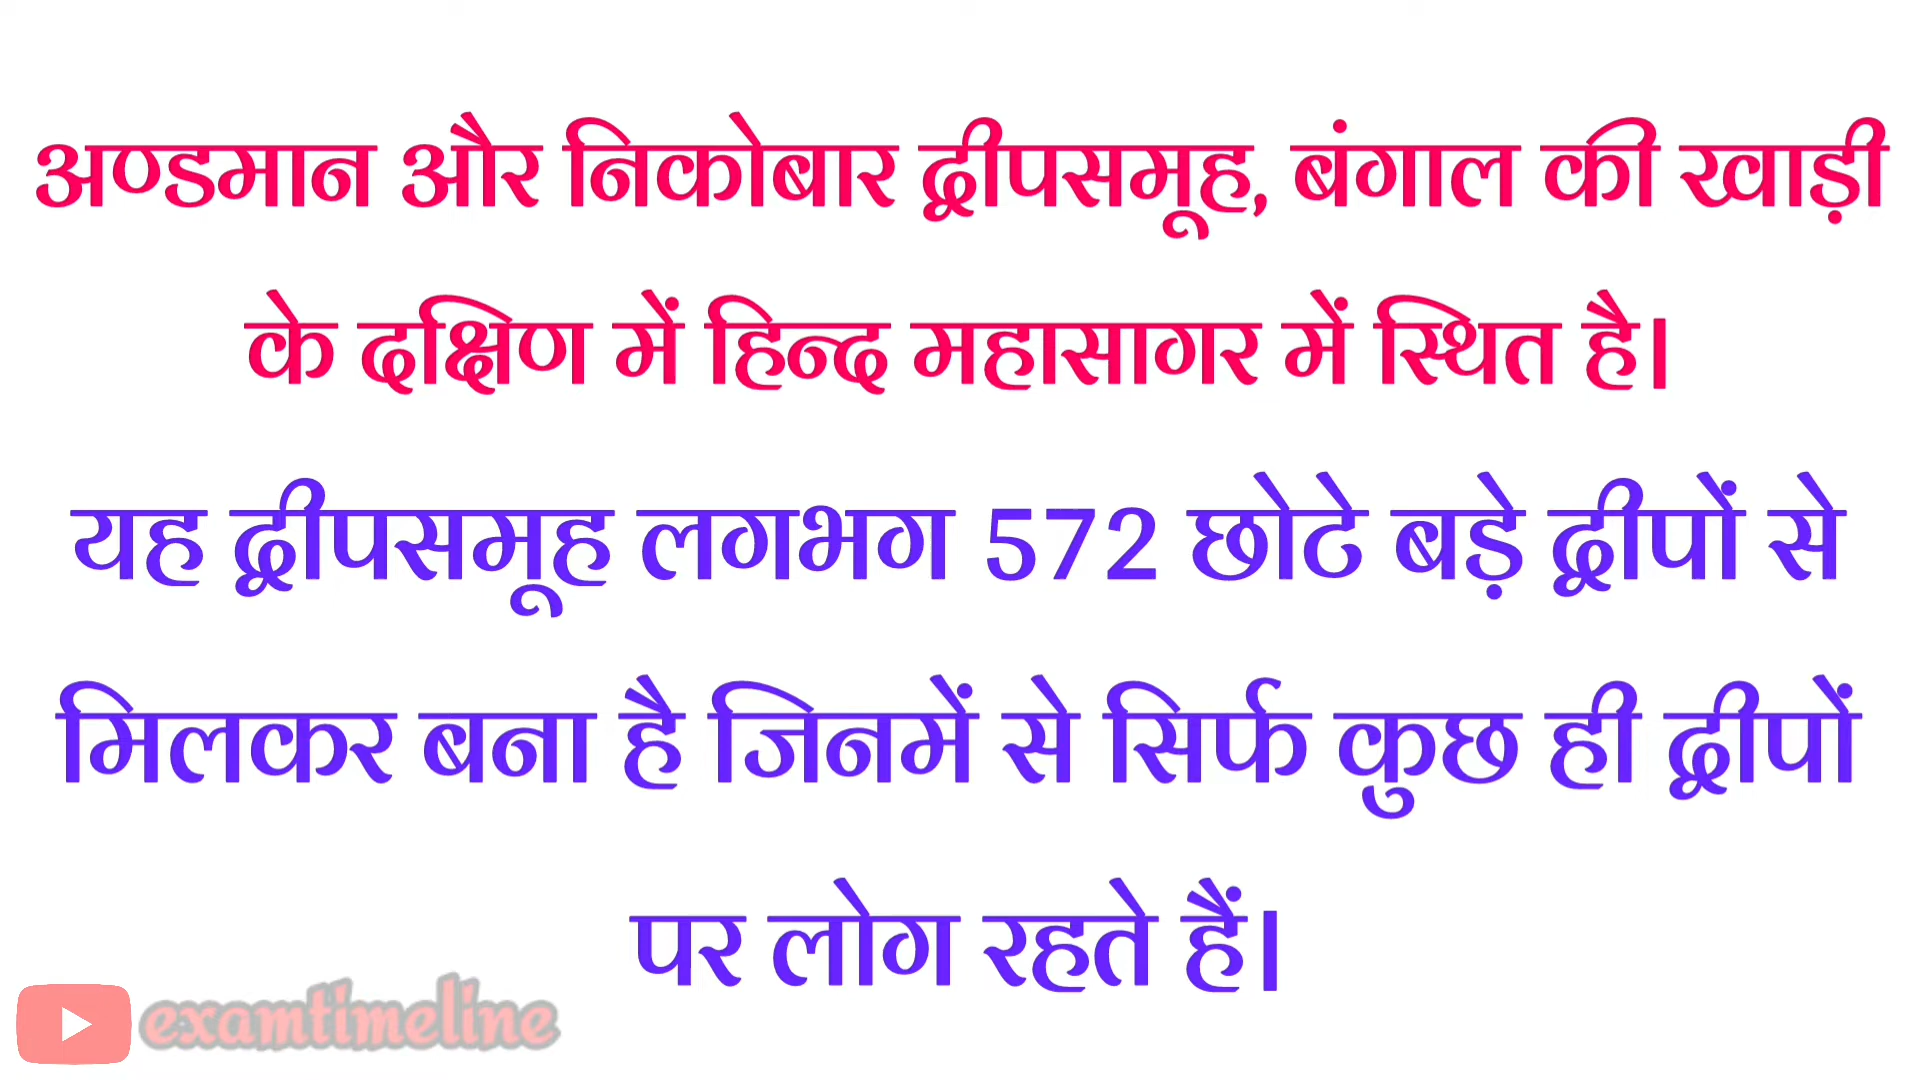 अण्डमान और निकोबार द्वीपसमूह, बंगाल की खाड़ी
के दक्षिण में हिन्द महासागर में स्थित है।
यह द्वीपसमूह लगभग 572 छोटे बड़े द्वीपों से
मिलकर बना है जिनमें से सिर्फ कुछ ही द्वीपों
पर लोग रहते हैं।
examtimeline